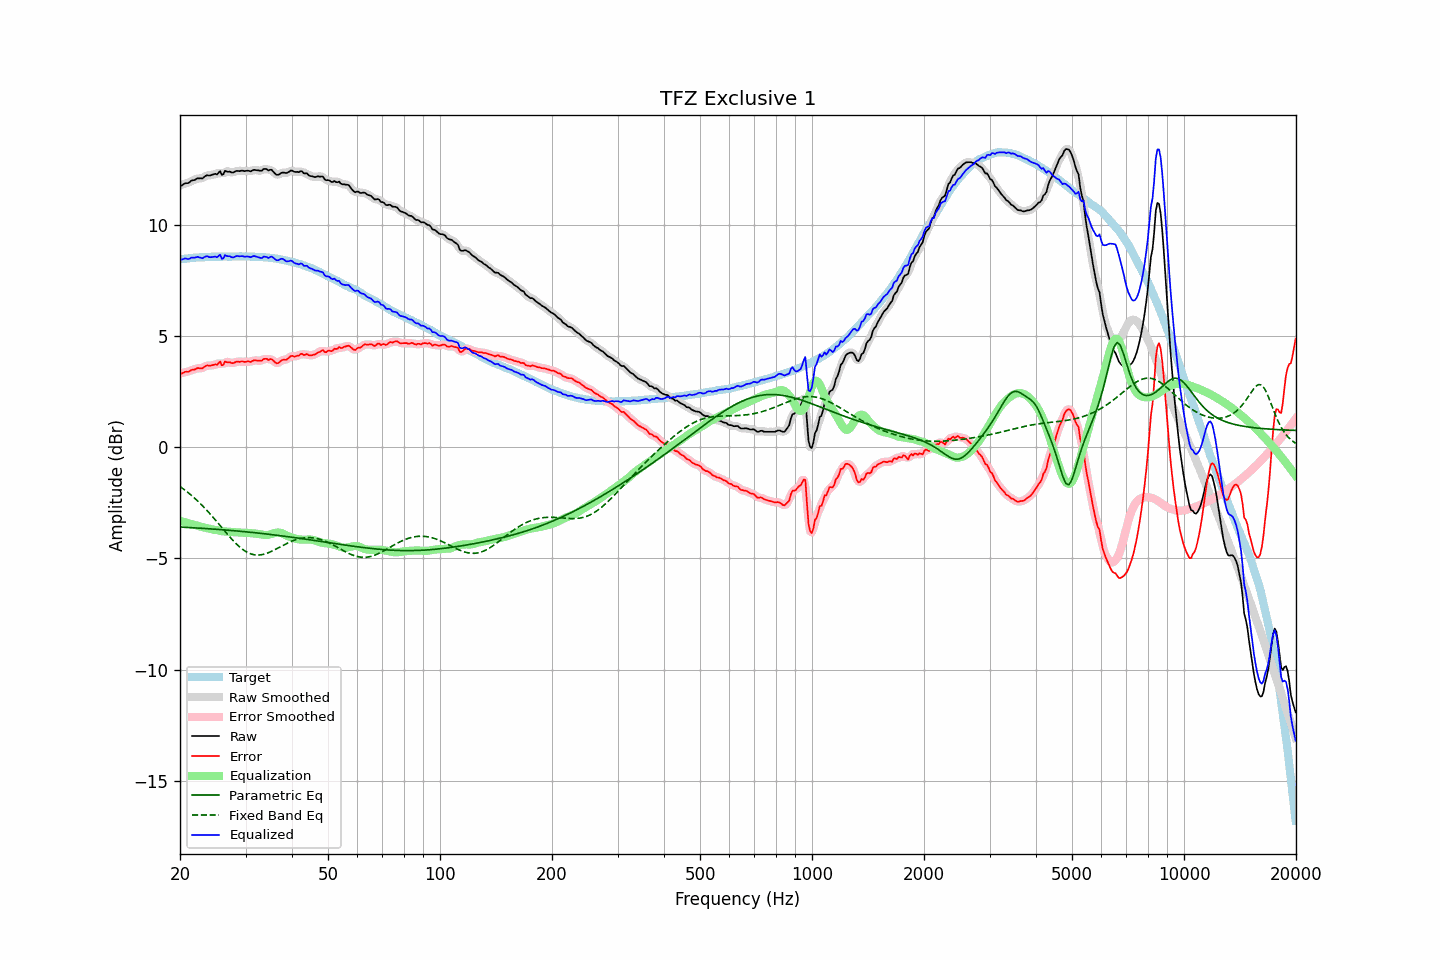 TFZ Exclusive 1
Amplitude (dBr)
10
5
0
−5
−10
−15
Target
Raw Smoothed
Error Smoothed
Raw
Error
Equalization
Parametric Eq
Fixed Band Eq
Equalized
20 50 100 200 500 1000 2000 5000 10000 20000
Frequency (Hz)